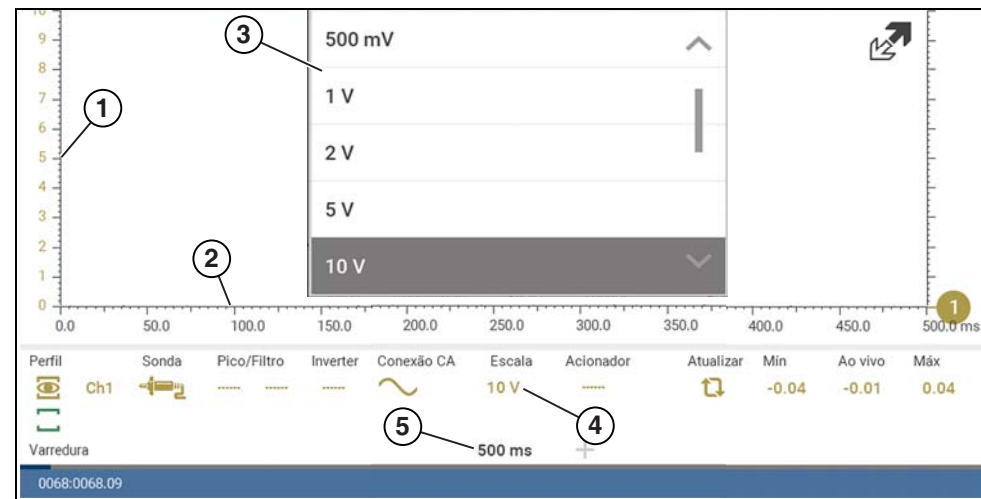 10
9
8
7
6
5
4
3
2
1
0
1
2
3
4
5
500 mV
1 V
2 V
5 V
10 V
1
0.0 50.0 100.0 150.0 200.0 250.0 300.0 350.0 400.0 450.0 500.0 ms
Perfil Sonda Pico/Filtro Inverter Conexão CA Escala Acionador Atualizar Mín Ao vivo Máx
Ch1 ------ ------ ------ 10 V ------ -0.04 -0.01 0.04
Varredura 500 ms +
0068:0068.09